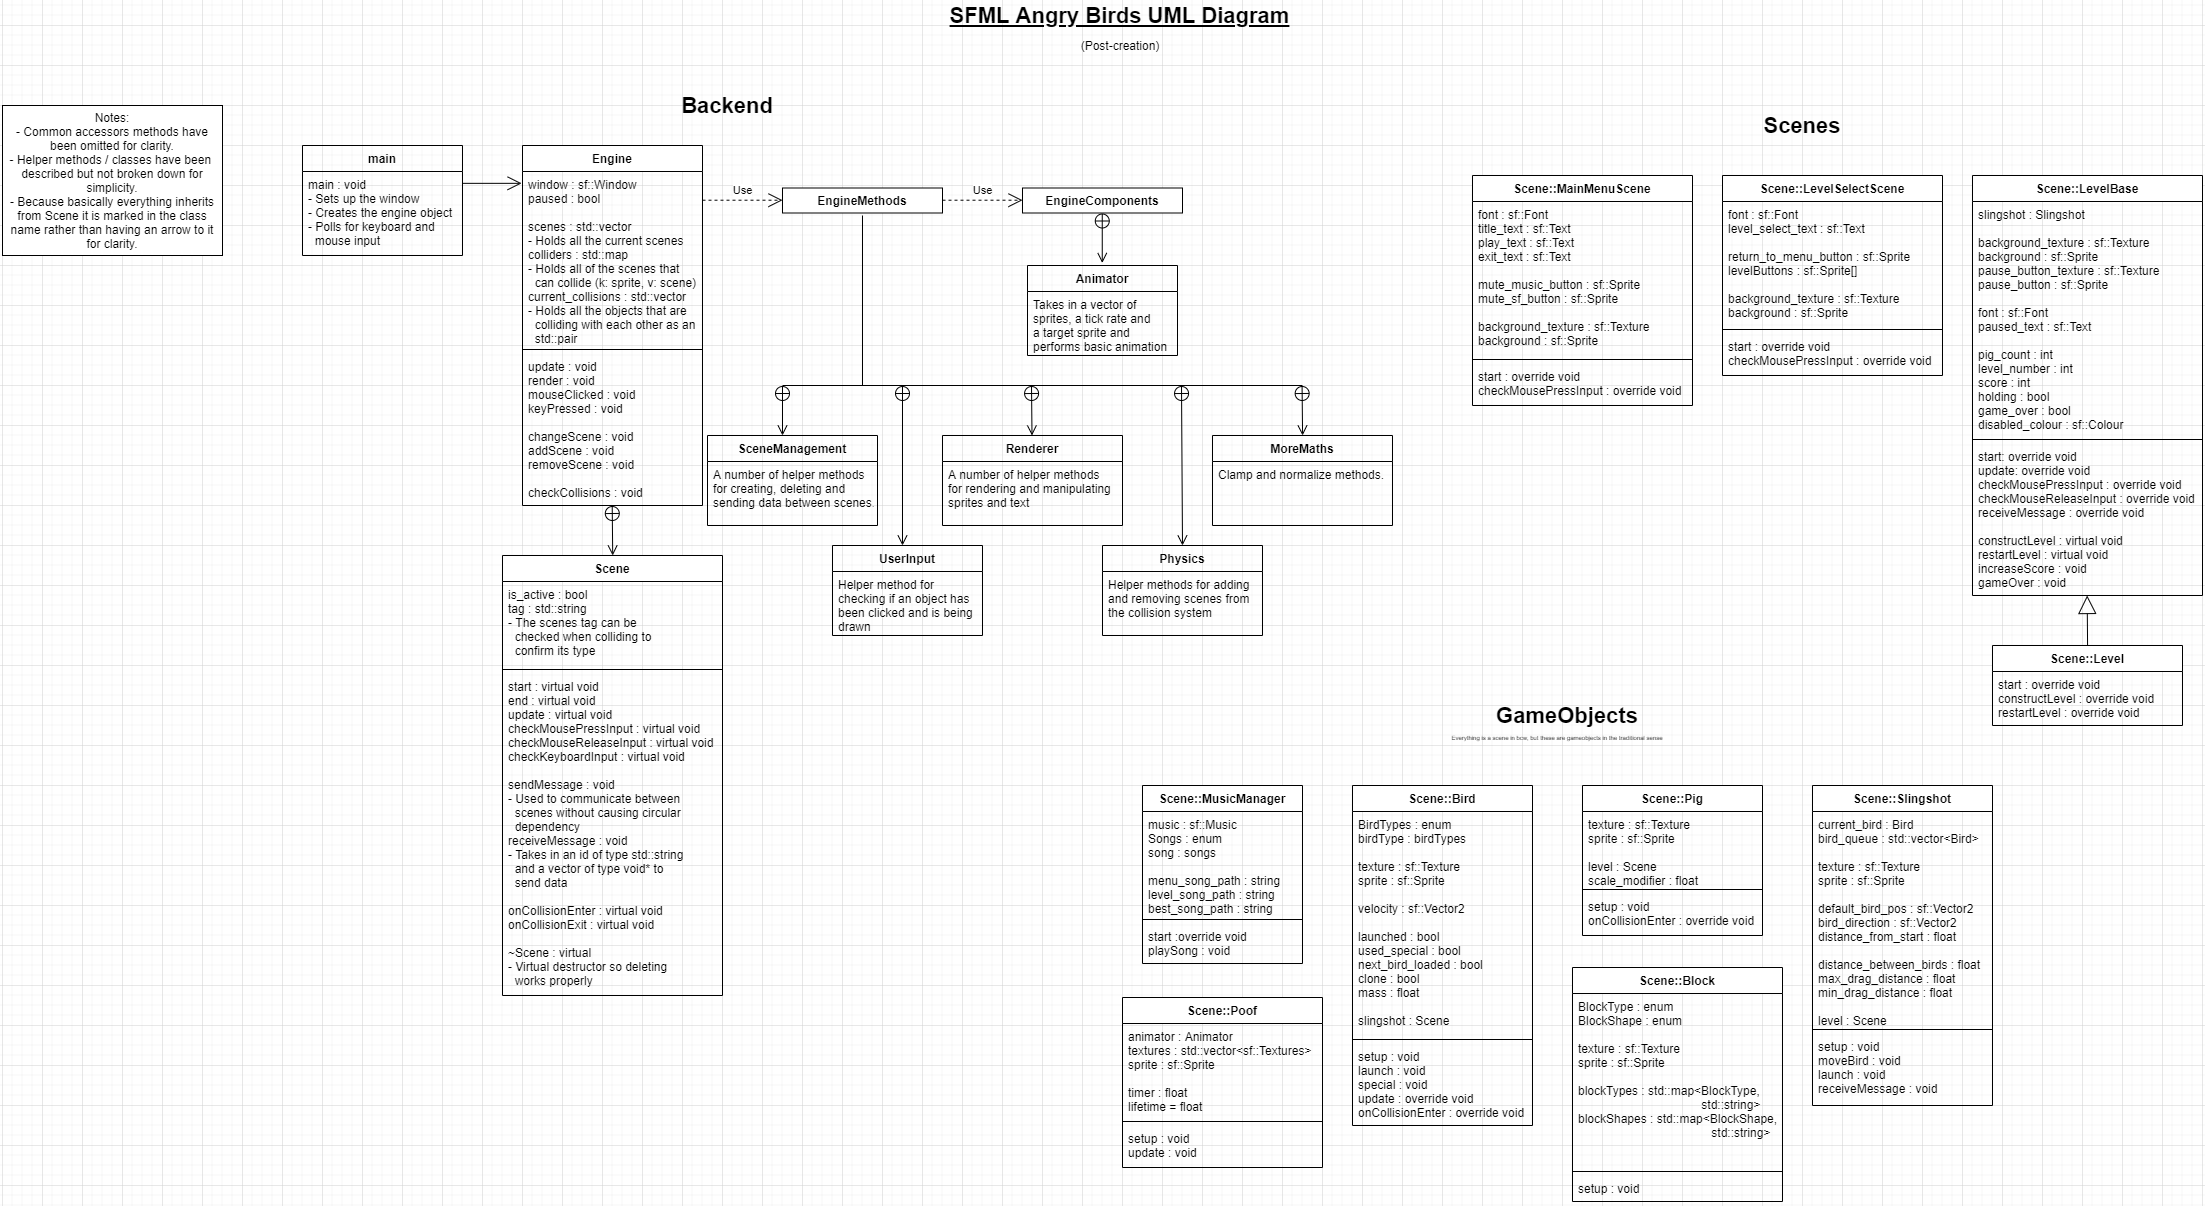 SFML Angry Birds UML Diagram
(Post-creation)
Backend
Scenes
Notes:
- Common accessors methods have
been omitted for clarity.
- Helper methods / classes have been
described but not broken down for
simplicity.
- Because basically everything inherits
from Scene it is marked in the class
name rather than having an arrow to it
for clarity.
main
main : void
- Sets up the window
- Creates the engine object
- Polls for keyboard and
mouse input
Engine
window : sf::Window
paused : bool
scenes : std::vector
- Holds all the current scenes
colliders : std::map
- Holds all of the scenes that
can collide (k: sprite, v: scene)
current_collisions : std::vector
- Holds all the objects that are
colliding with each other as an
std::pair
update : void
render : void
mouseClicked : void
keyPressed : void
changeScene : void
addScene : void
removeScene : void
checkCollisions : void
Use
EngineMethods
Use
EngineComponents
Animator
Takes in a vector of
sprites, a tick rate and
a target sprite and
performs basic animation
SceneManagement
A number of helper methods
for creating, deleting and
sending data between scenes.
Renderer
A number of helper methods
for rendering and manipulating
sprites and text
MoreMaths
Clamp and normalize methods.
UserInput
Helper method for
checking if an object has
been clicked and is being
drawn
Physics
Helper methods for adding
and removing scenes from
the collision system
Scene
is_active : bool
tag : std::string
- The scenes tag can be
checked when colliding to
confirm its type
start : virtual void
end : virtual void
update : virtual void
checkMousePressInput : virtual void
checkMouseReleaseInput : virtual void
checkKeyboardInput : virtual void
sendMessage : void
- Used to communicate between
scenes without causing circular
dependency
receiveMessage : void
- Takes in an id of type std::string
and a vector of type void* to
send data
onCollisionEnter : virtual void
onCollisionExit : virtual void
~Scene : virtual
- Virtual destructor so deleting
works properly
Scene::MainMenuScene
font : sf::Font
title_text : sf::Text
play_text : sf::Text
exit_text : sf::Text
mute_music_button : sf::Sprite
mute_sf_button : sf::Sprite
background_texture : sf::Texture
background : sf::Sprite
start : override void
checkMousePressInput : override void
Scene::LevelSelectScene
font : sf::Font
level_select_text : sf::Text
return_to_menu_button : sf::Sprite
levelButtons : sf::Sprite[]
background_texture : sf::Texture
background : sf::Sprite
start : override void
checkMousePressInput : override void
Scene::LevelBase
slingshot : Slingshot
background_texture : sf::Texture
background : sf::Sprite
pause_button_texture : sf::Texture
pause_button : sf::Sprite
font : sf::Font
paused_text : sf::Text
pig_count : int
level_number : int
score : int
holding : bool
game_over : bool
disabled_colour : sf::Colour
start: override void
update: override void
checkMousePressInput : override void
checkMouseReleaseInput : override void
receiveMessage : override void
constructLevel : virtual void
restartLevel : virtual void
increaseScore : void
gameOver : void
Scene::Level
start : override void
constructLevel : override void
restartLevel : override void
GameObjects
Everything is a scene in bcw, but these are gameobjects in the traditional sense
Scene::MusicManager
music : sf::Music
Songs : enum
song : songs
menu_song_path : string
level_song_path : string
best_song_path : string
start :override void
playSong : void
Scene::Bird
BirdTypes : enum
birdType : birdTypes
texture : sf::Texture
sprite : sf::Sprite
velocity : sf::Vector2
launched : bool
used_special : bool
next_bird_loaded : bool
clone : bool
mass : float
slingshot : Scene
setup : void
launch : void
special : void
update : override void
onCollisionEnter : override void
Scene::Pig
texture : sf::Texture
sprite : sf::Sprite
level : Scene
scale_modifier : float
setup : void
onCollisionEnter : override void
Scene::Slingshot
current_bird : Bird
bird_queue : std::vector<Bird>
texture : sf::Texture
sprite : sf::Sprite
default_bird_pos : sf::Vector2
bird_direction : sf::Vector2
distance_from_start : float
distance_between_birds : float
max_drag_distance : float
min_drag_distance : float
level : Scene
setup : void
moveBird : void
launch : void
receiveMessage : void
Scene::Poof
animator : Animator
textures : std::vector<sf::Textures>
sprite : sf::Sprite
timer : float
lifetime = float
setup : void
update : void
Scene::Block
BlockType : enum
BlockShape : enum
texture : sf::Texture
sprite : sf::Sprite
blockTypes : std::map<BlockType,
std::string>
blockShapes : std::map<BlockShape,
std::string>
setup : void